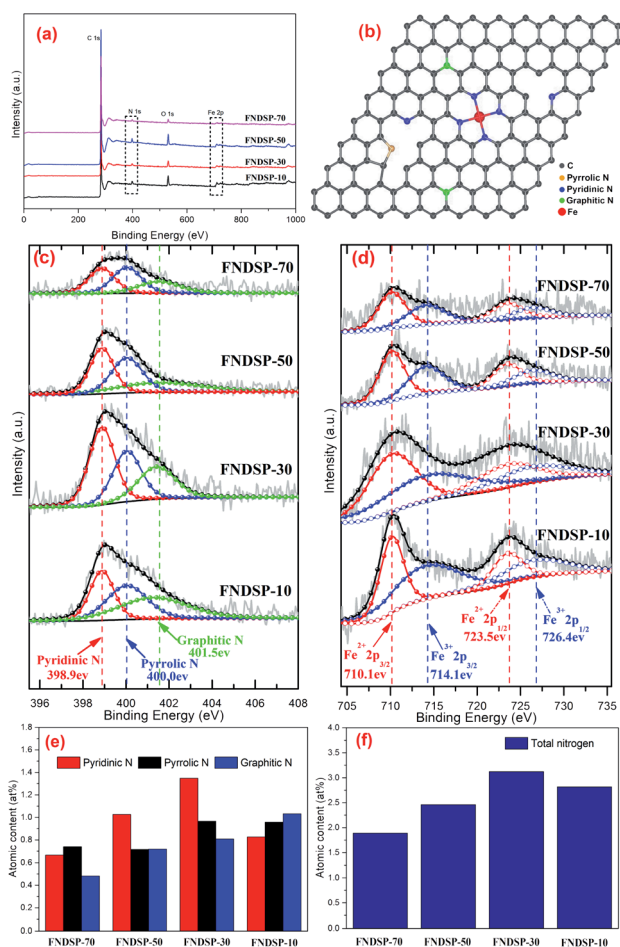 (a)
C 1s
N 1s
O 1s
Fe 2p
FNDSP-70
FNDSP-50
FNDSP-30
FNDSP-10
Intensity (a.u.)
0 200 400 600 800 1000
Binding Energy (eV)
(b)
C
Pyrrolic N
Pyridinic N
Graphitic N
Fe
(c)
FNDSP-70
FNDSP-50
FNDSP-30
FNDSP-10
Intensity (a.u.)
Pyridinic N
398.9ev
Pyrrolic N
400.0ev
Graphitic N
401.5ev
396 398 400 402 404 406 408
Binding Energy (eV)
(d)
FNDSP-70
FNDSP-50
FNDSP-30
FNDSP-10
Intensity (a.u.)
Fe2+ 2p3/2
710.1ev
Fe3+ 2p3/2
714.1ev
Fe2+ 2p1/2
723.5ev
Fe3+ 2p1/2
726.4ev
705 710 715 720 725 730 735
Binding Energy (eV)
(e)
Pyridinic N Pyrrolic N Graphitic N
Atomic content (at%)
1.8
1.6
1.4
1.2
1.0
0.8
0.6
0.4
0.2
0.0
FNDSP-70 FNDSP-50 FNDSP-30 FNDSP-10
(f)
Total nitrogen
Atomic content (at%)
4.0
3.5
3.0
2.5
2.0
1.5
1.0
0.5
0.0
FNDSP-70 FNDSP-50 FNDSP-30 FNDSP-10